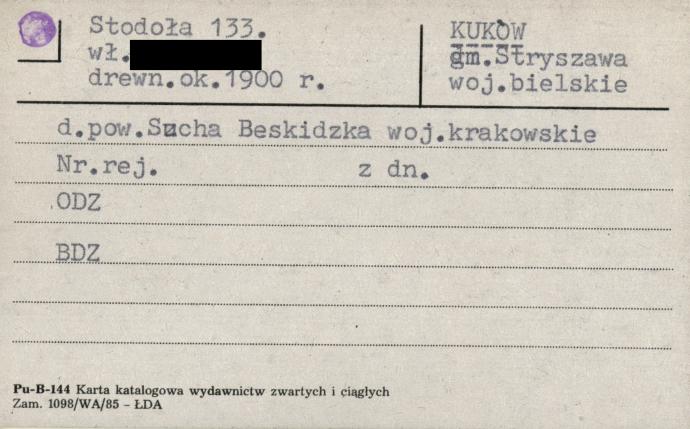 Stodoła 133.
wł.
drewn.ok.1900 r.
KUKÓW
gm.Stryszawa
woj.bielskie
d.pow.Sucha Beskidzka woj.krakowskie
Nr.rej. z dn.
ODZ
BDZ
Pu-B-144 Karta katalogowa wydawnictw zwartych i ciągłych
Zam. 1098/WA/85 - ŁDA